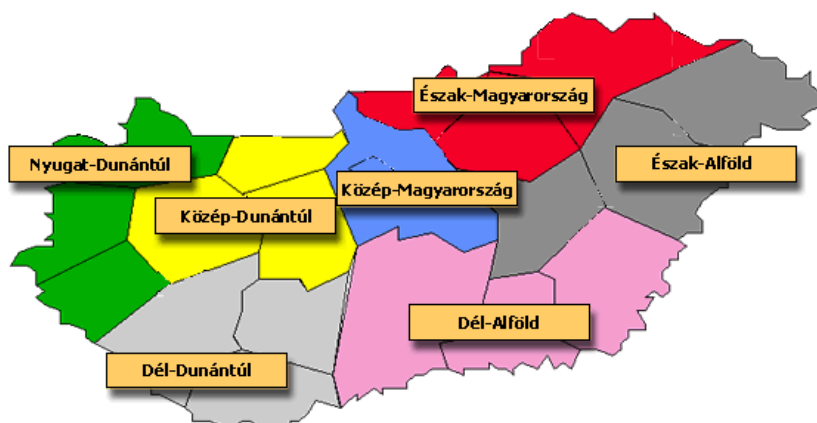 Észak-Magyarország
Nyugat-Dunántúl
Észak-Alföld
Közép-Magyarország
Közép-Dunántúl
Dél-Alföld
Dél-Dunántúl